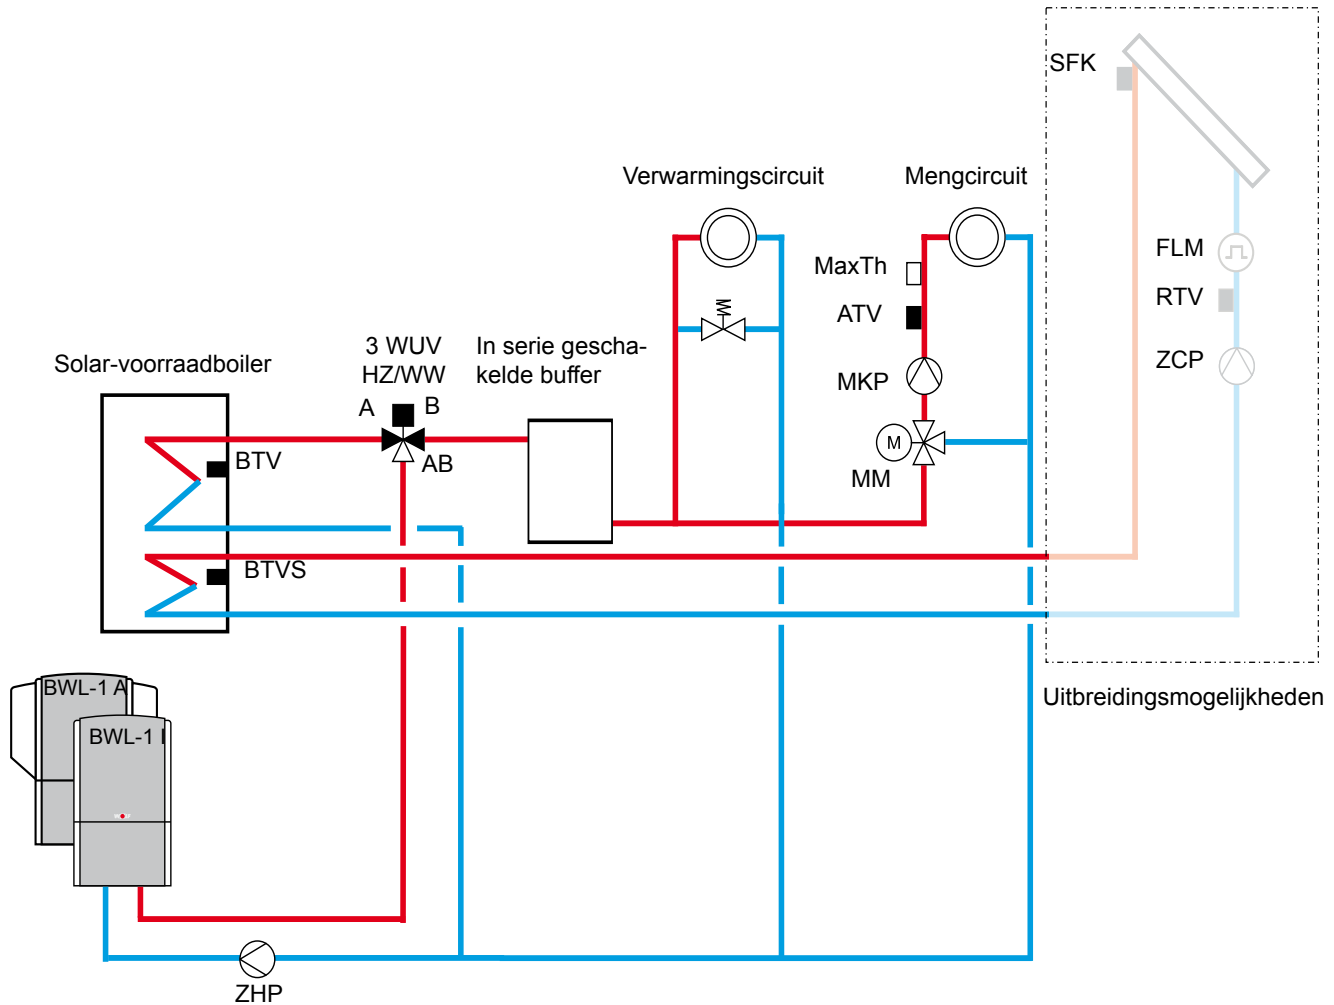 SFK
Verwarmingscircuit
Mengcircuit
FLM
MaxTh
RTV
ATV
3 WUV
HZ/WW
In serie gescha-
kelde buffer
Solar-voorraadboiler
ZCP
MKP
A
B
BTV
AB
M
MM
BTVS
BWL-1 A
Uitbreidingsmogelijkheden
BWL-1 I
ZHP